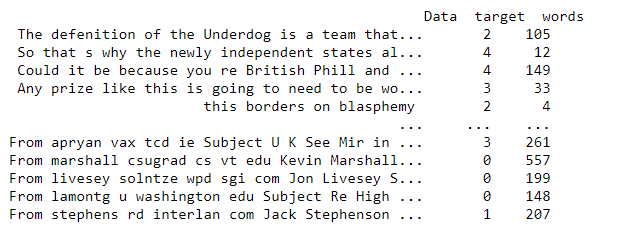 Data target words
The defenition of the Underdog is a team that... 2 105
So that s why the newly independent states al... 4 12
Could it be because you re British Phill and ... 4 149
Any prize like this is going to need to be wo... 3 33
this borders on blasphemy 2 4
... ... ...
From apryan vax tcd ie Subject U K See Mir in ... 3 261
From marshall csugrad cs vt edu Kevin Marshall... 0 557
From livesey solntze wpd sgi com Jon Livesey S... 0 199
From lamontg u washington edu Subject Re High ... 0 148
From stephens rd interlan com Jack Stephenson ... 1 207